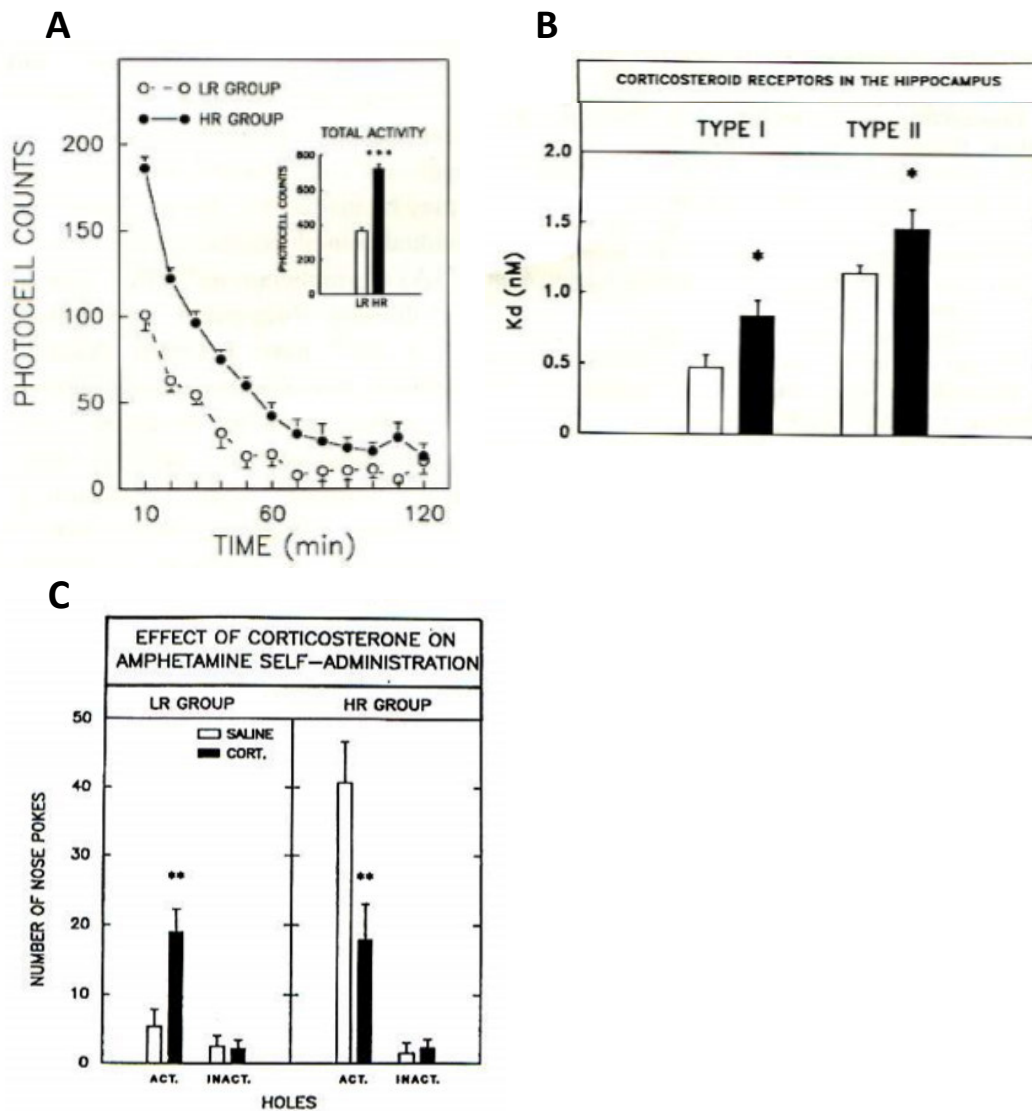 A
LR GROUP
HR GROUP
TOTAL ACTIVITY
***
PHOTOCELL COUNTS
800
600
400
200
0
LR HR
PHOTOCELL COUNTS
200
150
100
50
0
10 60 120
TIME (min)
B
CORTICOSTEROID RECEPTORS IN THE HIPPOCAMPUS
TYPE I TYPE II
Kd (nM)
2.0
1.5
1.0
0.5
0
*
*
C
EFFECT OF CORTICOSTERONE ON
AMPHETAMINE SELF-ADMINISTRATION
LR GROUP HR GROUP
SALINE
CORT.
NUMBER OF NOSE POKES
50
40
30
20
10
0
**
**
ACT. INACT. ACT. INACT.
HOLES